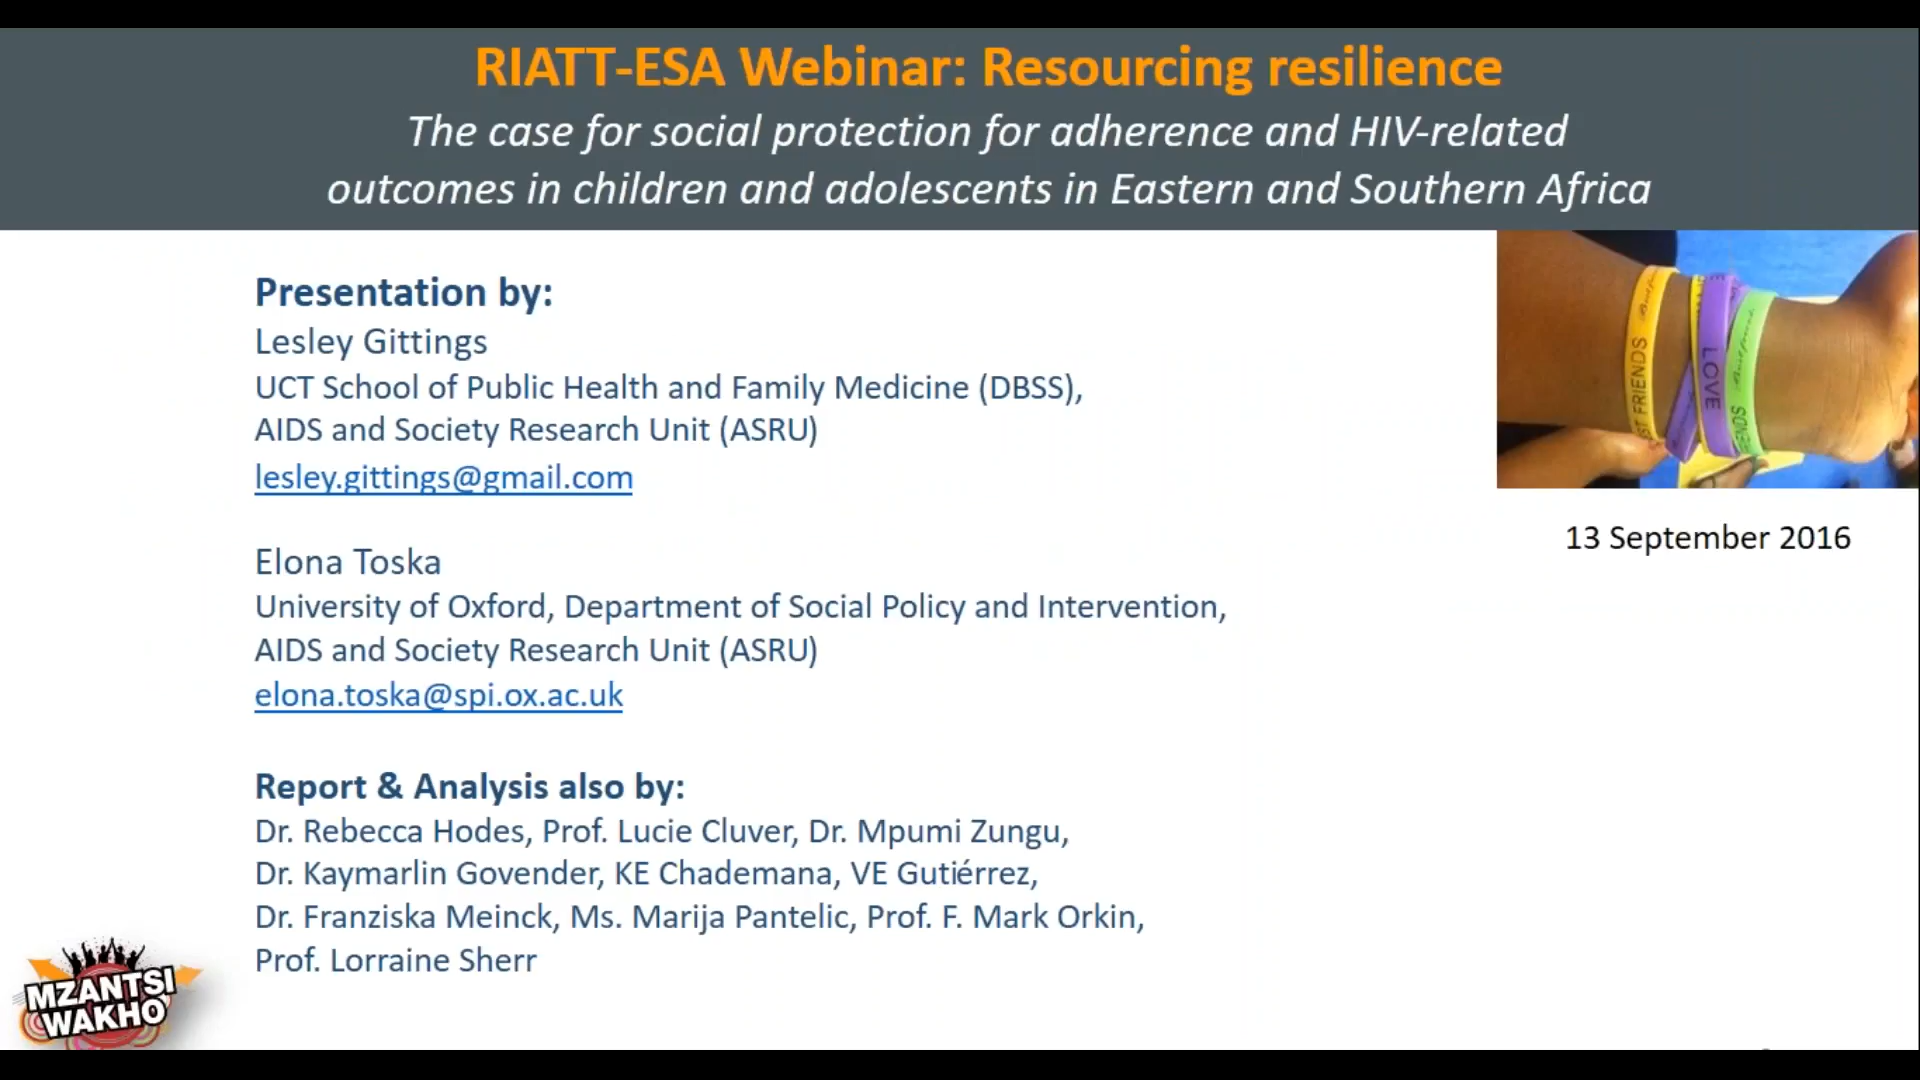 RIATT-ESA Webinar: Resourcing resilience
The case for social protection for adherence and HIV-related
outcomes in children and adolescents in Eastern and Southern Africa
Presentation by:
Lesley Gittings
UCT School of Public Health and Family Medicine (DBSS),
AIDS and Society Research Unit (ASRU)
lesley.gittings@gmail.com
Elona Toska
University of Oxford, Department of Social Policy and Intervention,
AIDS and Society Research Unit (ASRU)
elona.toska@spi.ox.ac.uk
Report & Analysis also by:
Dr. Rebecca Hodes, Prof. Lucie Cluver, Dr. Mpumi Zungu,
Dr. Kaymarlin Govender, KE Chademana, VE Gutiérrez,
Dr. Franziska Meinck, Ms. Marija Pantelic, Prof. F. Mark Orkin,
Prof. Lorraine Sherr
FRIENDS
LOVE
13 September 2016
MZANTSI
WAKHO